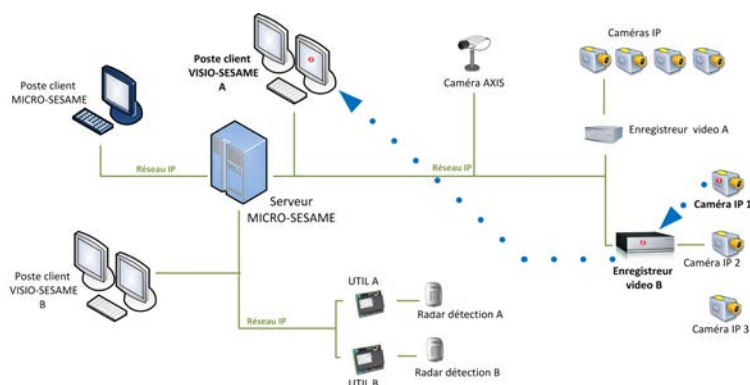 Poste client
VISIO-SESAME
A
Caméras IP
Poste client
MICRO-SESAME
Caméra AXIS
Enregistreur video A
Réseau IP
Réseau IP
Serveur
MICRO-SESAME
Caméra IP 1
Enregistreur
video B
Caméra IP 2
Poste client
VISIO-SESAME
B
UTIL A
Radar détection A
Réseau IP
Caméra IP 3
UTIL B
Radar détection B